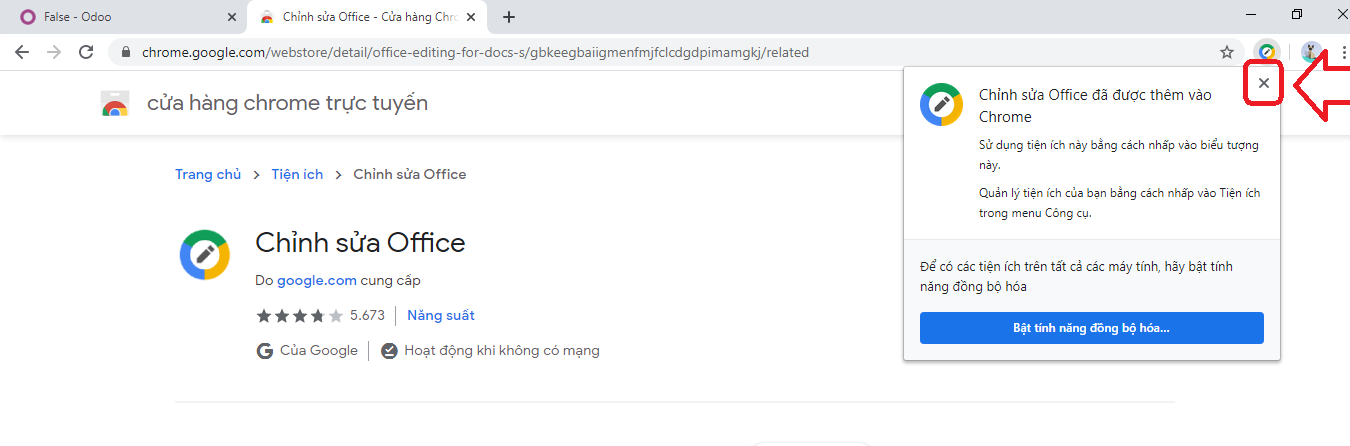 False - Odoo
Chỉnh sửa Office - Cửa hàng Chro
chrome.google.com/webstore/detail/office-editing-for-docs-s/gbkeegbaiigmenfmjfclcdgdpimamgkj/related
cửa hàng chrome trực tuyến
Chỉnh sửa Office đã được thêm vào
Chrome
Sử dụng tiện ích này bằng cách nhấp vào biểu tượng
này.
Quản lý tiện ích của bạn bằng cách nhấp vào Tiện ích
trong menu Công cụ.
Để có các tiện ích trên tất cả các máy tính, hãy bật tính
năng đồng bộ hóa
Bật tính năng đồng bộ hóa...
Trang chủ > Tiện ích > Chỉnh sửa Office
Chỉnh sửa Office
Do google.com cung cấp
5.673 Năng suất
Của Google Hoạt động khi không có mạng